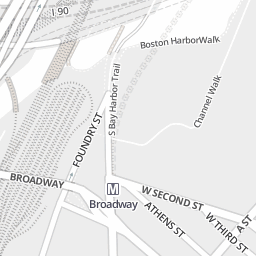 I 90
Boston HarborWalk
Channel Walk
S Bay Harbor Trail
FOUNDRY ST
BROADWAY
M
Broadway
W SECOND ST
ATHENS ST
W THIRD ST
A ST